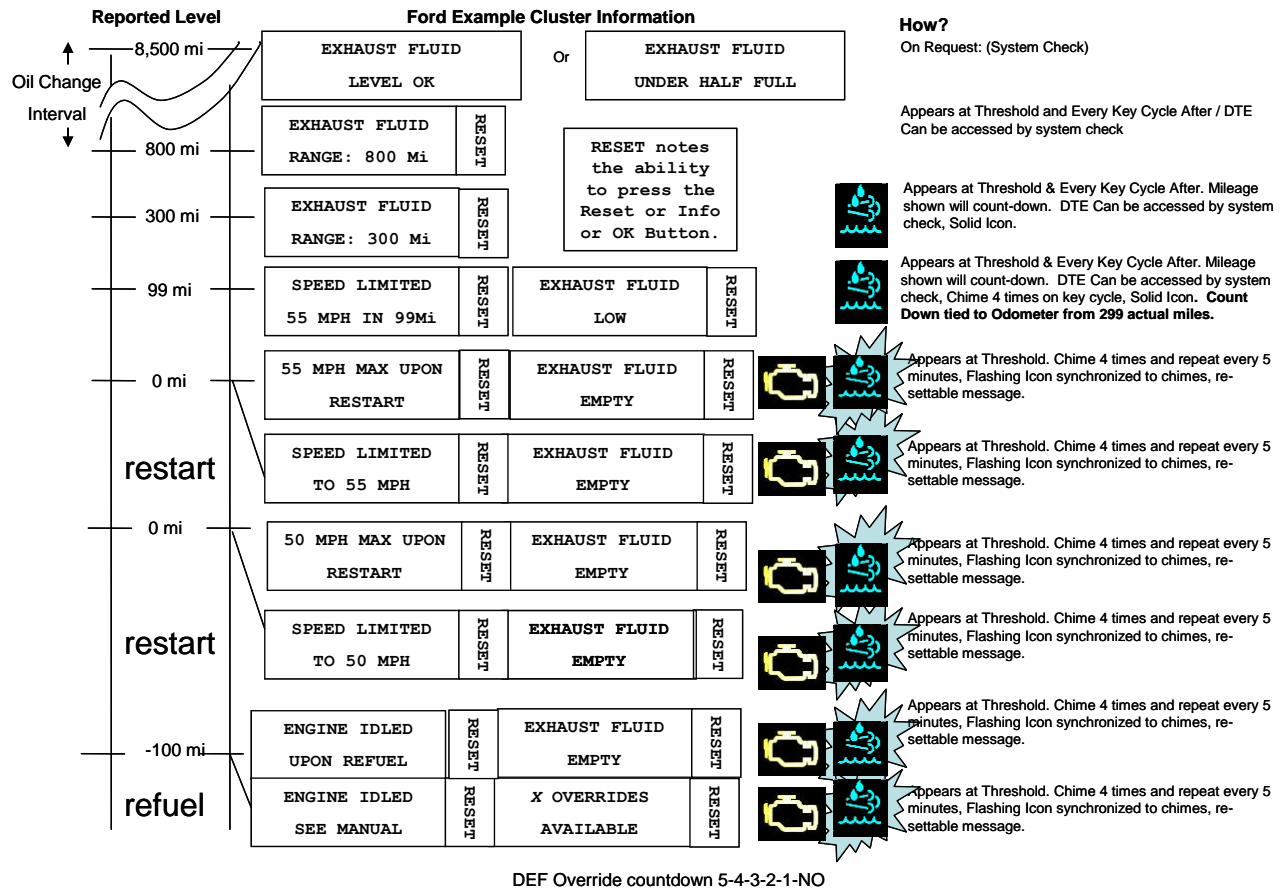 Reported Level
Ford Example Cluster Information
How?
8,500 mi
EXHAUST FLUID
LEVEL OK
Or
EXHAUST FLUID
UNDER HALF FULL
On Request: (System Check)
Oil Change
Interval
800 mi
EXHAUST FLUID
RANGE: 800 Mi
RESET
Appears at Threshold and Every Key Cycle After / DTE
Can be accessed by system check
RESET notes
the ability
to press the
Reset or Info
or OK Button.
300 mi
EXHAUST FLUID
RANGE: 300 Mi
RESET
Appears at Threshold & Every Key Cycle After. Mileage
shown will count-down.  DTE Can be accessed by system
check, Solid Icon.
99 mi
SPEED LIMITED
55 MPH IN 99Mi
RESET
EXHAUST FLUID
LOW
RESET
Appears at Threshold & Every Key Cycle After. Mileage
shown will count-down.  DTE Can be accessed by system
check, Chime 4 times on key cycle, Solid Icon.  Count
Down tied to Odometer from 299 actual miles.
0 mi
55 MPH MAX UPON
RESTART
RESET
EXHAUST FLUID
EMPTY
RESET
Appears at Threshold. Chime 4 times and repeat every 5
minutes, Flashing Icon synchronized to chimes, re-
settable message.
restart
SPEED LIMITED
TO 55 MPH
RESET
EXHAUST FLUID
EMPTY
RESET
Appears at Threshold. Chime 4 times and repeat every 5
minutes, Flashing Icon synchronized to chimes, re-
settable message.
0 mi
50 MPH MAX UPON
RESTART
RESET
EXHAUST FLUID
EMPTY
RESET
Appears at Threshold. Chime 4 times and repeat every 5
minutes, Flashing Icon synchronized to chimes, re-
settable message.
restart
SPEED LIMITED
TO 50 MPH
RESET
EXHAUST FLUID
EMPTY
RESET
Appears at Threshold. Chime 4 times and repeat every 5
minutes, Flashing Icon synchronized to chimes, re-
settable message.
-100 mi
ENGINE IDLED
UPON REFUEL
RESET
EXHAUST FLUID
EMPTY
RESET
Appears at Threshold. Chime 4 times and repeat every 5
minutes, Flashing Icon synchronized to chimes, re-
settable message.
refuel
ENGINE IDLED
SEE MANUAL
RESET
X OVERRIDES
AVAILABLE
RESET
Appears at Threshold. Chime 4 times and repeat every 5
minutes, Flashing Icon synchronized to chimes, re-
settable message.
DEF Override countdown 5-4-3-2-1-NO